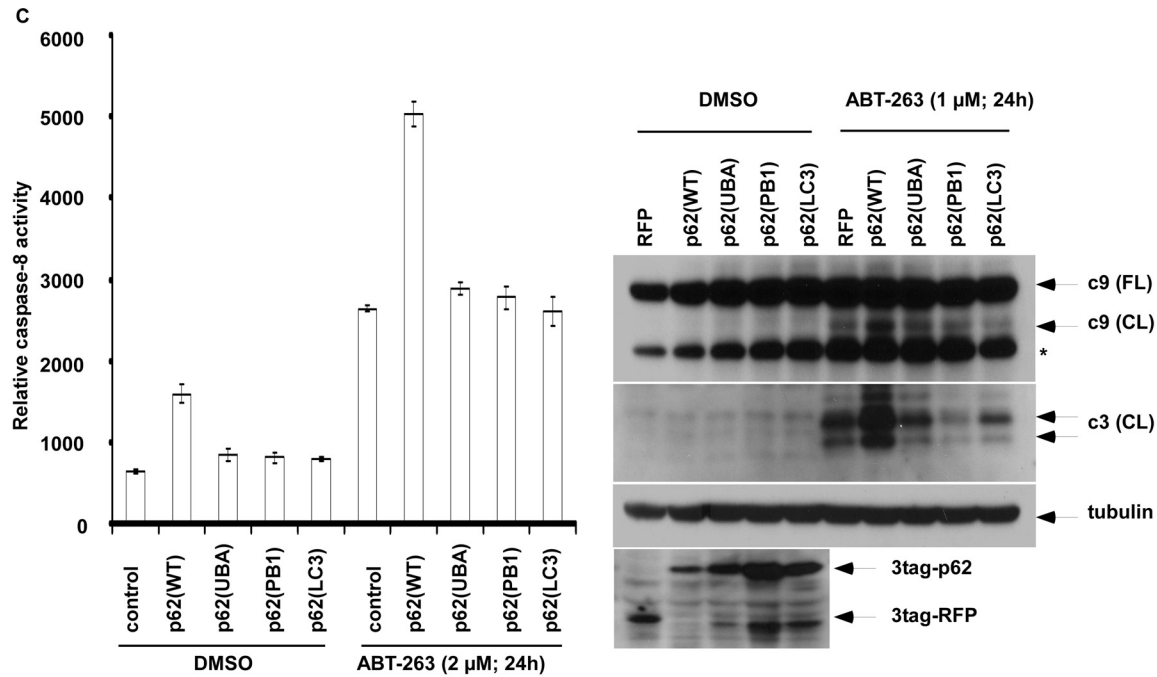 C
6000
5000
4000
3000
2000
1000
0
Relative caspase-8 activity
control
p62(WT)
p62(UBA)
p62(PB1)
p62(LC3)
control
p62(WT)
p62(UBA)
p62(PB1)
p62(LC3)
DMSO
ABT-263 (2 µM; 24h)
DMSO
ABT-263 (1 µM; 24h)
RFP
p62(WT)
p62(UBA)
p62(PB1)
p62(LC3)
RFP
p62(WT)
p62(UBA)
p62(PB1)
p62(LC3)
c9 (FL)
c9 (CL)
*
c3 (CL)
tubulin
3tag-p62
3tag-RFP